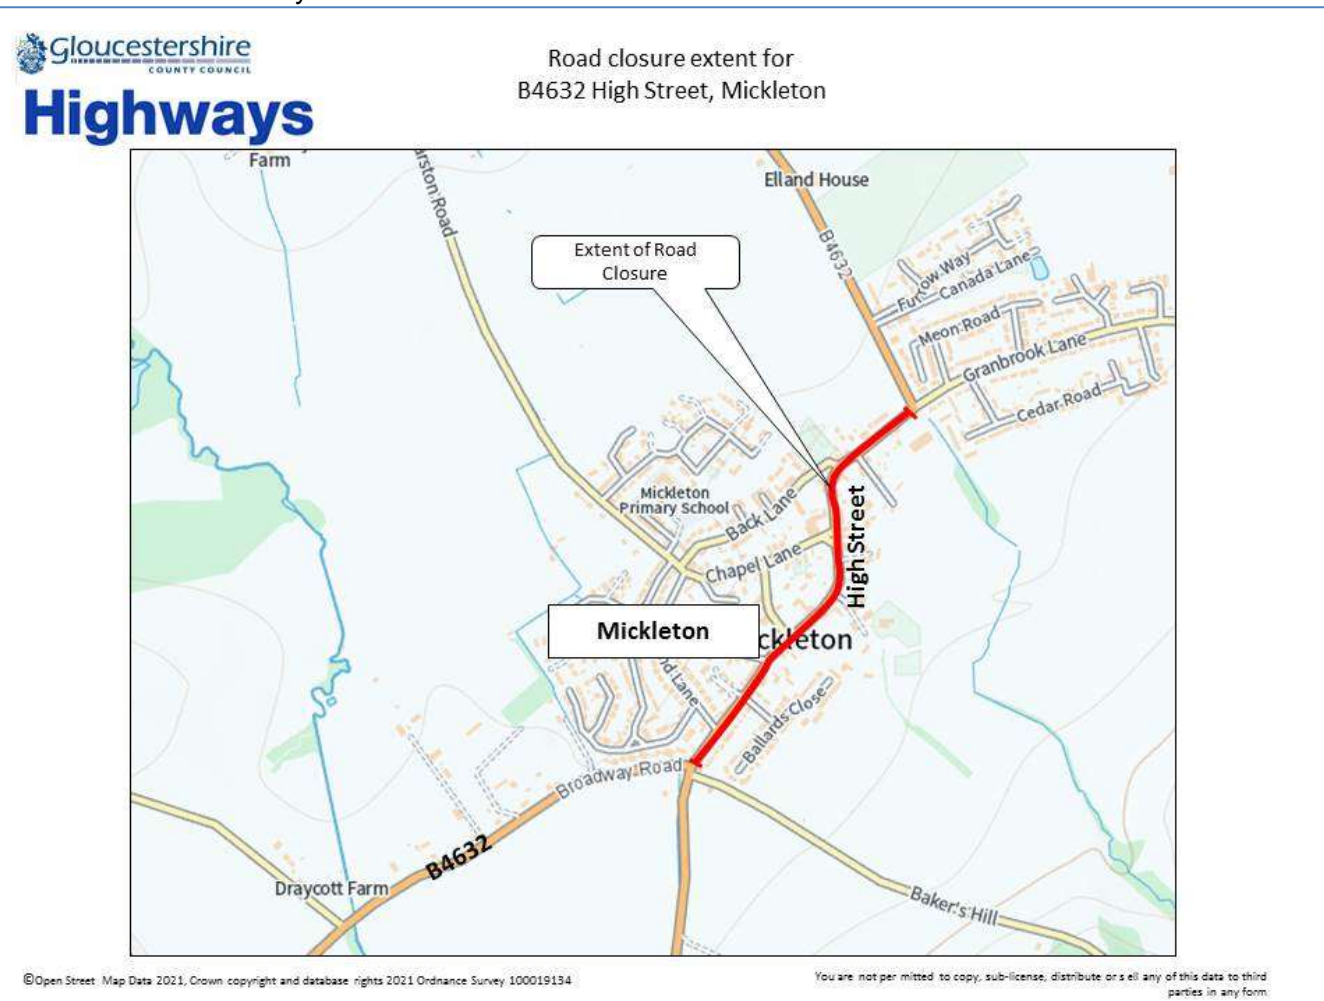 Gloucestershire
COUNTY COUNCIL
Highways
Road closure extent for
B4632 High Street, Mickleton
Farm
Elland House
B4632
Extent of Road
Closure
Canada Lane
Meon Road
Granbrook Lane
Cedar Road
Mickleton
Primary School
Back Lane
Chapel Lane
High Street
Mickleton
ckleton
Lane
Ballards Close
Broadway Road
B4632
Draycott Farm
Baker's Hill
©Open Street Map Data 2021, Crown copyright and database rights 2021 Ordnance Survey 100019134
You are not per mitted to copy, sub-license, distribute or s ell any of this data to third
parties in any form